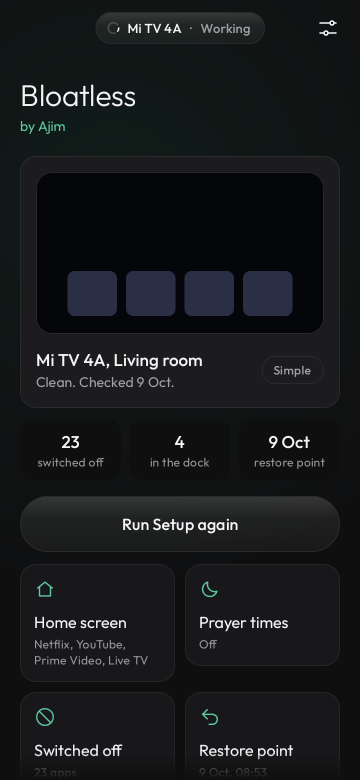 Mi TV 4A · Working
Bloatless
by Ajim
Mi TV 4A, Living room
Clean. Checked 9 Oct.
Simple
23
switched off
4
in the dock
9 Oct
restore point
Run Setup again
Home screen
Netflix, YouTube,
Prime Video, Live TV
Prayer times
Off
Switched off
23 apps
Restore point
9 Oct, 08:53